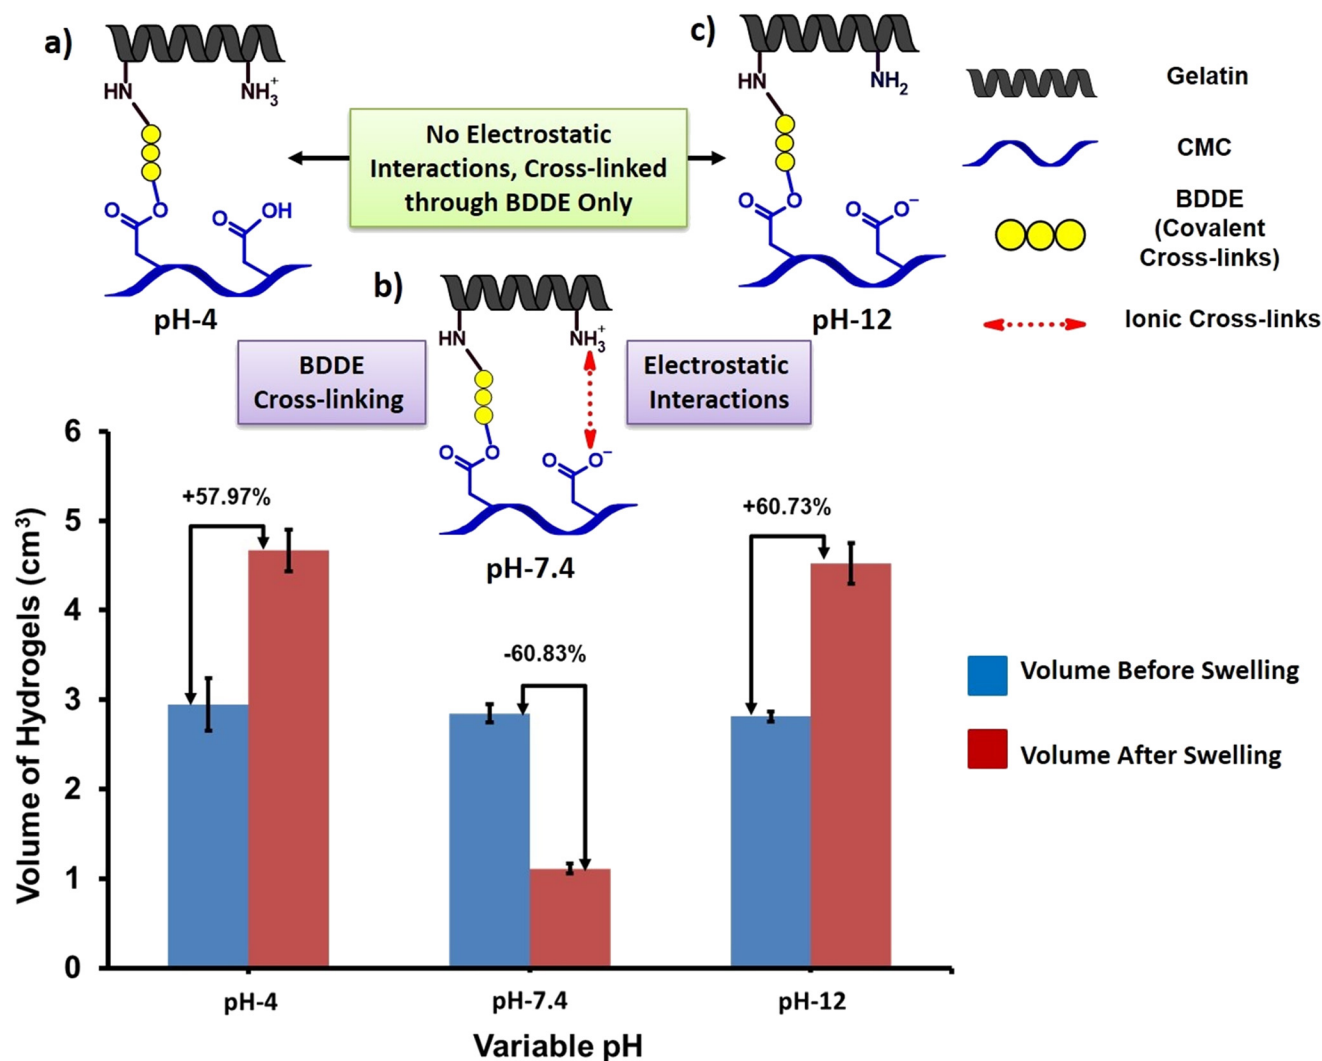 a)
HN
NH3+
O
O
OH
O
pH-4
No Electrostatic
Interactions, Cross-linked
through BDDE Only
c)
HN
NH2
O
O
O
O−
pH-12
Gelatin
CMC
BDDE
(Covalent
Cross-links)
Ionic Cross-links
b)
HN
NH3+
O
O
O
O−
pH-7.4
BDDE
Cross-linking
Electrostatic
Interactions
Volume of Hydrogels (cm³)
6
5
4
3
2
1
0
+57.97%
-60.83%
+60.73%
pH-4
pH-7.4
pH-12
Variable pH
Volume Before Swelling
Volume After Swelling